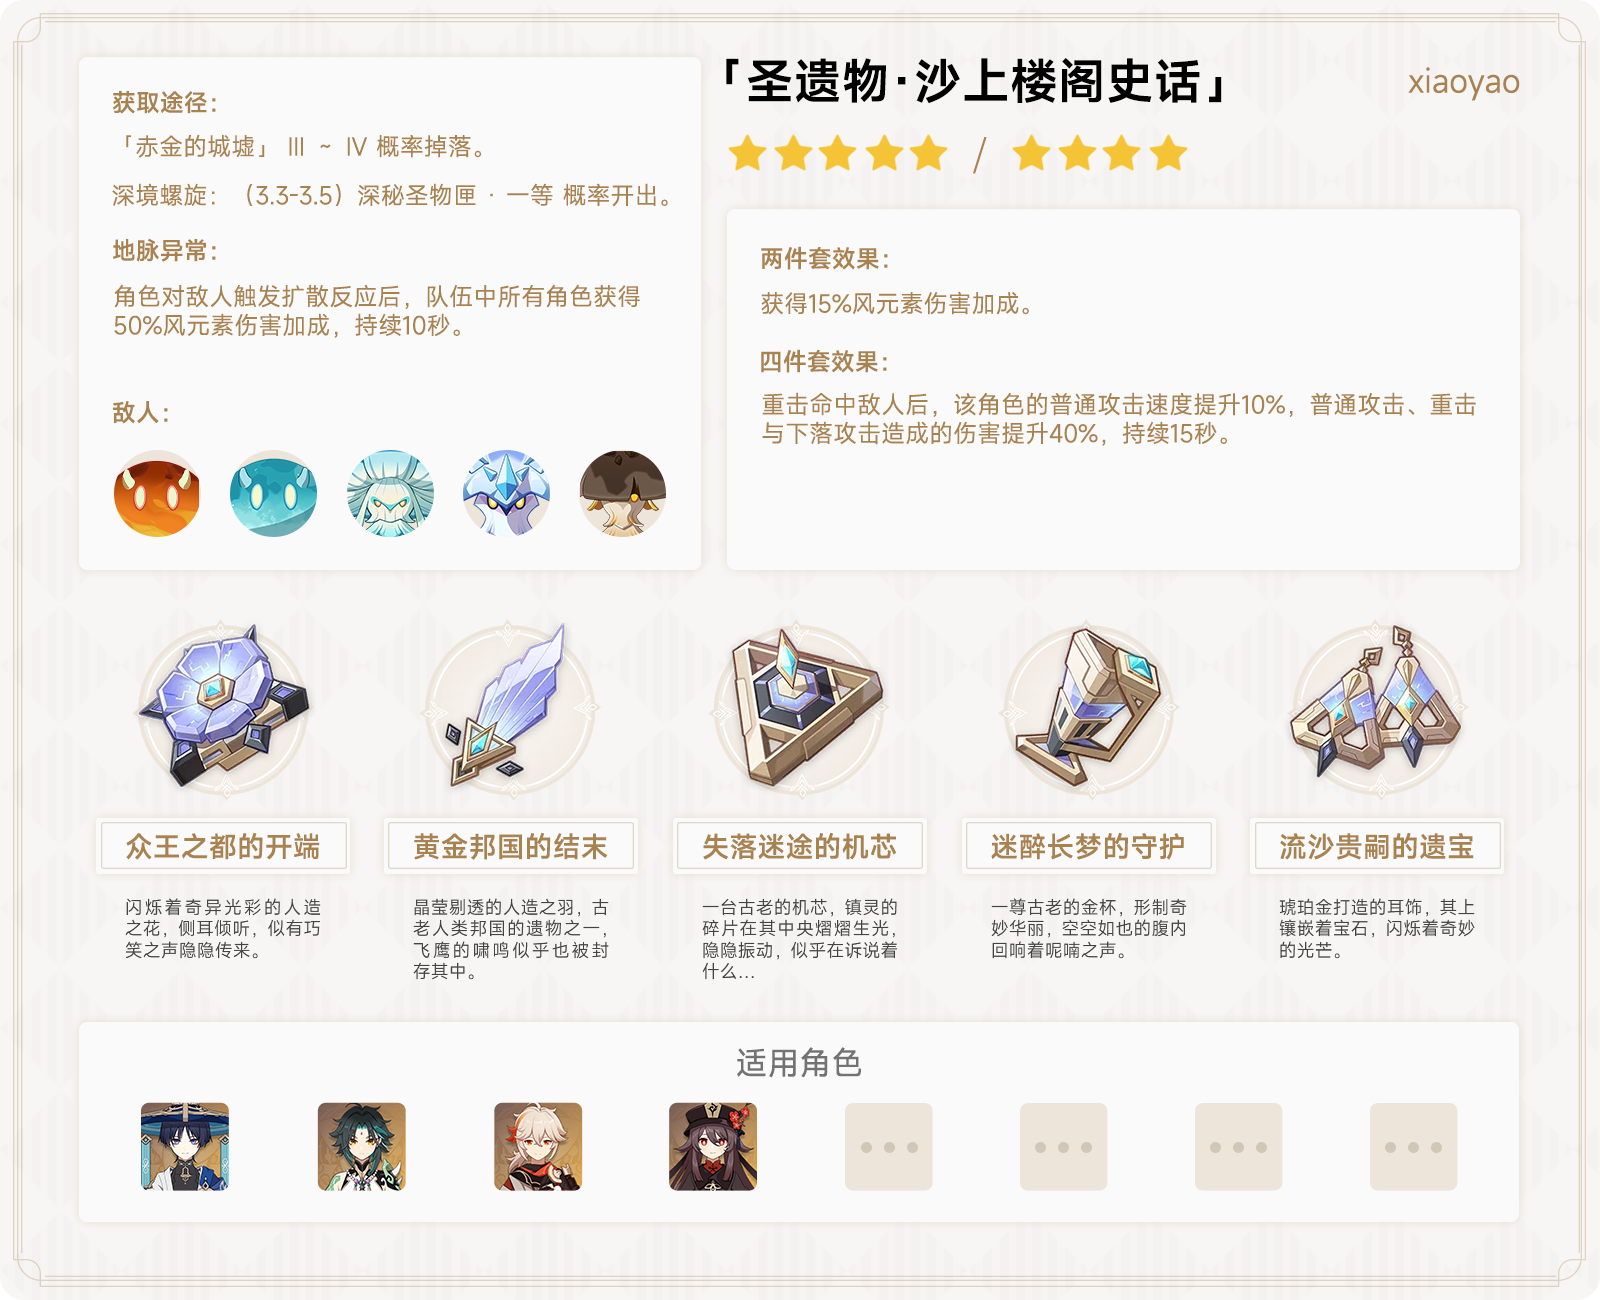 获取途径：
「赤金的城墟」 III ~ IV 概率掉落。
深境螺旋：（3.3-3.5）深秘圣物匣 · 一等 概率开出。
地脉异常：
角色对敌人触发扩散反应后，队伍中所有角色获得
50%风元素伤害加成，持续10秒。
敌人：
「圣遗物·沙上楼阁史话」
xiaoyao
/
两件套效果：
获得15%风元素伤害加成。
四件套效果：
重击命中敌人后，该角色的普通攻击速度提升10%，普通攻击、重击
与下落攻击造成的伤害提升40%，持续15秒。
众王之都的开端
闪烁着奇异光彩的人造
之花，侧耳倾听，似有巧
笑之声隐隐传来。
黄金邦国的结末
晶莹剔透的人造之羽，古
老人类邦国的遗物之一，
飞鹰的啸鸣似乎也被封
存其中。
失落迷途的机芯
一台古老的机芯，镇灵的
碎片在其中央熠熠生光，
隐隐振动，似乎在诉说着
什么...
迷醉长梦的守护
一尊古老的金杯，形制奇
妙华丽，空空如也的腹内
回响着呢喃之声。
流沙贵嗣的遗宝
琥珀金打造的耳饰，其上
镶嵌着宝石，闪烁着奇妙
的光芒。
适用角色